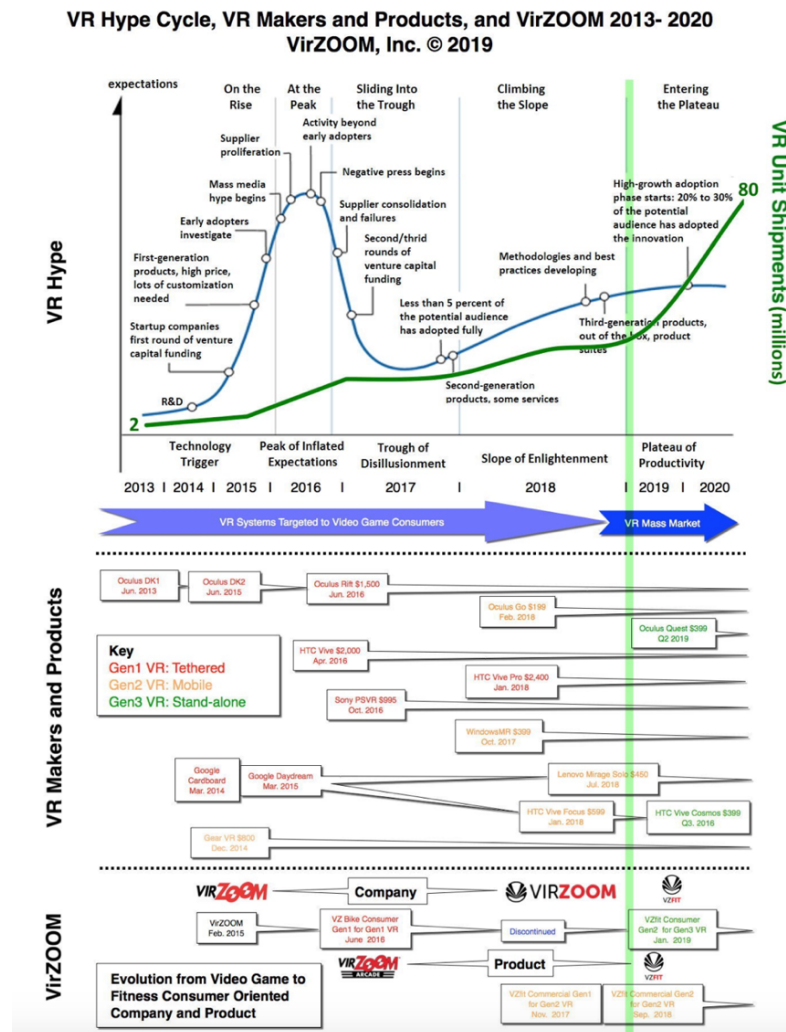 VR Hype Cycle, VR Makers and Products, and VirZOOM 2013- 2020
VirZOOM, Inc. © 2019
expectations
On the
Rise
At the
Peak
Sliding Into
the Trough
Climbing
the Slope
Entering
the Plateau
Activity beyond
early adopters
Supplier
proliferation
Negative press begins
Mass media
hype begins
Supplier consolidation
and failures
Early adopters
investigate
Second/thrid
rounds of
venture capital
funding
First-generation
products, high price,
lots of customization
needed
Startup companies
first round of venture
capital funding
R&D
Less than 5 percent of
the potential audience
has adopted fully
Second-generation
products, some services
Methodologies and best
practices developing
Third-generation products,
out of the box, product
suites
High-growth adoption
phase starts: 20% to 30%
of the potential
audience has adopted
the innovation
VR Hype
2
80
VR Unit Shipments (millions)
Technology
Trigger
Peak of Inflated
Expectations
Trough of
Disillusionment
Slope of Enlightenment
Plateau of
Productivity
2013 I 2014 I 2015 I 2016 I 2017 I 2018 I 2019 I 2020
VR Systems Targeted to Video Game Consumers
VR Mass Market
VR Makers and Products
Oculus DK1
Jun. 2013
Oculus DK2
Jun. 2015
Oculus Rift $1,500
Jun. 2016
Oculus Go $199
Feb. 2018
Oculus Quest $399
Q2 2019
Key
Gen1 VR: Tethered
Gen2 VR: Mobile
Gen3 VR: Stand-alone
HTC Vive $2,000
Apr. 2016
HTC Vive Pro $2,400
Jan. 2018
Sony PSVR $995
Oct. 2016
WindowsMR $399
Oct. 2017
Google
Cardboard
Mar. 2014
Google Daydream
Mar. 2015
Lenovo Mirage Solo $450
Jul. 2018
HTC Vive Focus $599
Jan. 2018
HTC Vive Cosmos $399
Q3. 2016
Gear VR $800
Dec. 2014
VirZOOM
VIRZOOM
Company
VIRZOOM
VZFIT
VirZOOM
Feb. 2015
VZ Bike Consumer
Gen1 for Gen1 VR
June 2016
Discontinued
VZfit Consumer
Gen2 for Gen3 VR
Jan. 2019
VIRZOOM
ARCADE
Product
VZFIT
Evolution from Video Game to
Fitness Consumer Oriented
Company and Product
VZfit Commercial Gen1
for Gen2 VR
Nov. 2017
VZfit Commercial Gen2
for Gen2 VR
Sep. 2018